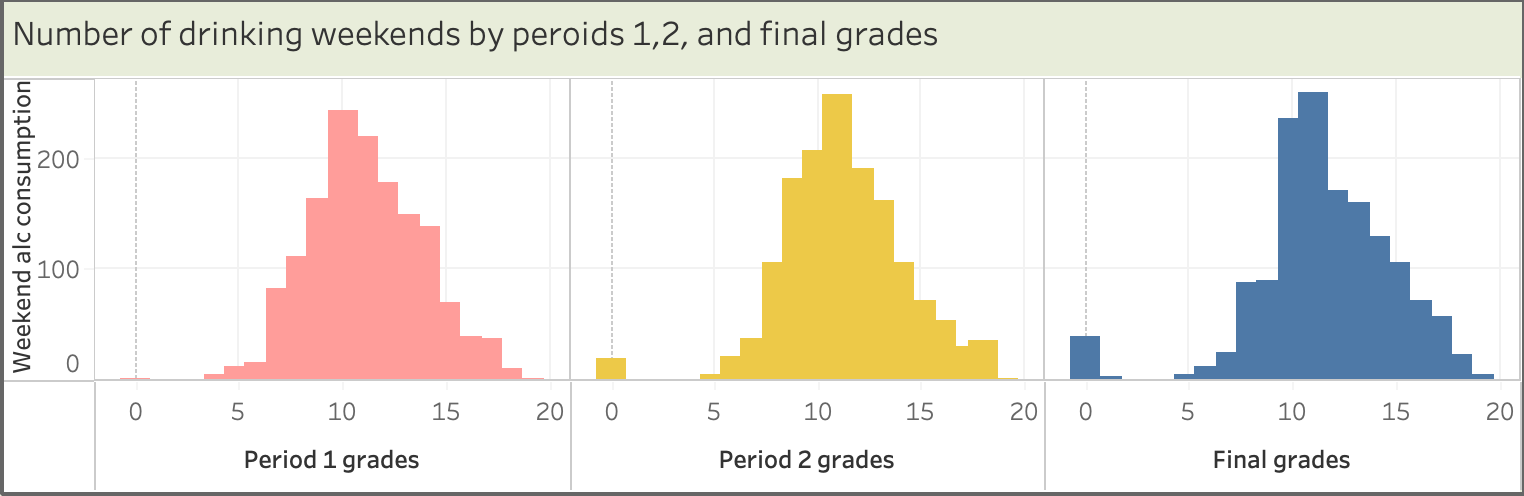 Number of drinking weekends by peroids 1,2, and final grades
Weekend alc consumption
200
100
0
0 5 10 15 20
0 5 10 15 20
0 5 10 15 20
Period 1 grades
Period 2 grades
Final grades